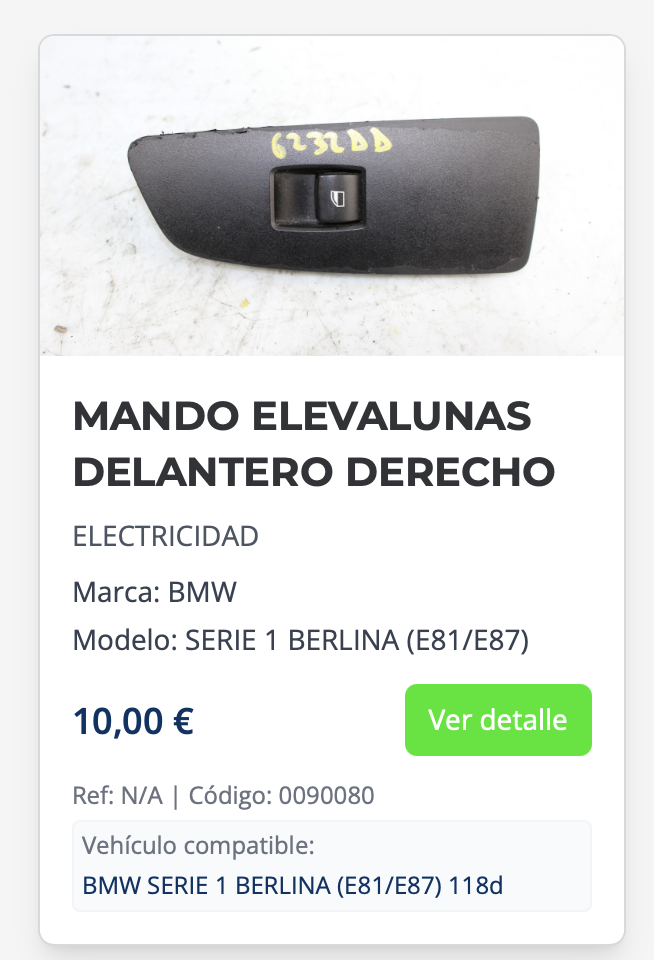 6232DD
MANDO ELEVALUNAS
DELANTERO DERECHO
ELECTRICIDAD
Marca: BMW
Modelo: SERIE 1 BERLINA (E81/E87)
10,00 €
Ver detalle
Ref: N/A | Código: 0090080
Vehículo compatible:
BMW SERIE 1 BERLINA (E81/E87) 118d